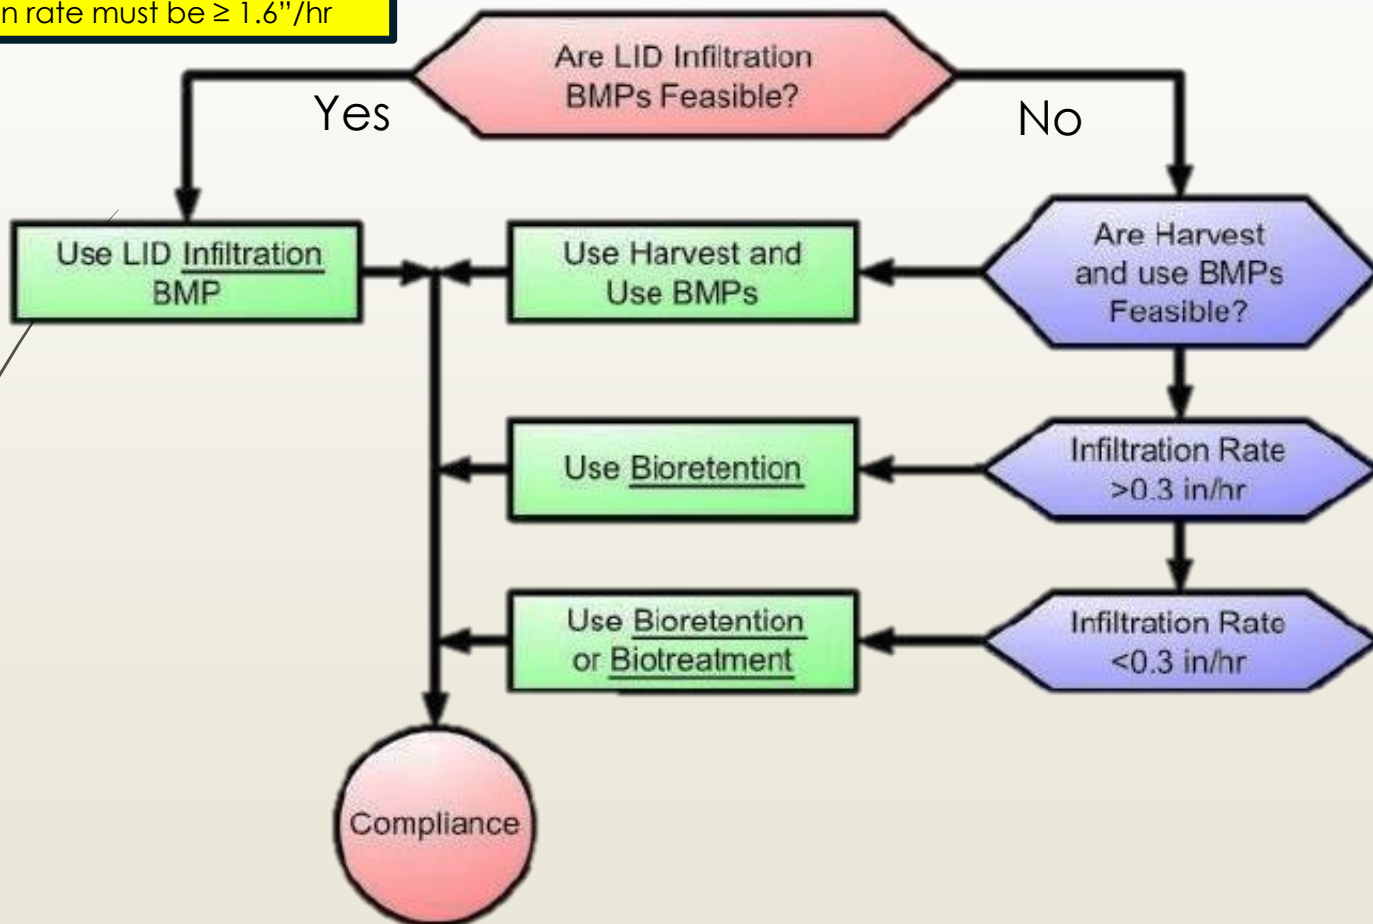 n rate must be ≥ 1.6”/hr
Are LID Infiltration
BMPs Feasible?
Yes
No
Use LID Infiltration
BMP
Use Harvest and
Use BMPs
Are Harvest
and use BMPs
Feasible?
Use Bioretention
Infiltration Rate
>0.3 in/hr
Use Bioretention
or Biotreatment
Infiltration Rate
<0.3 in/hr
Compliance